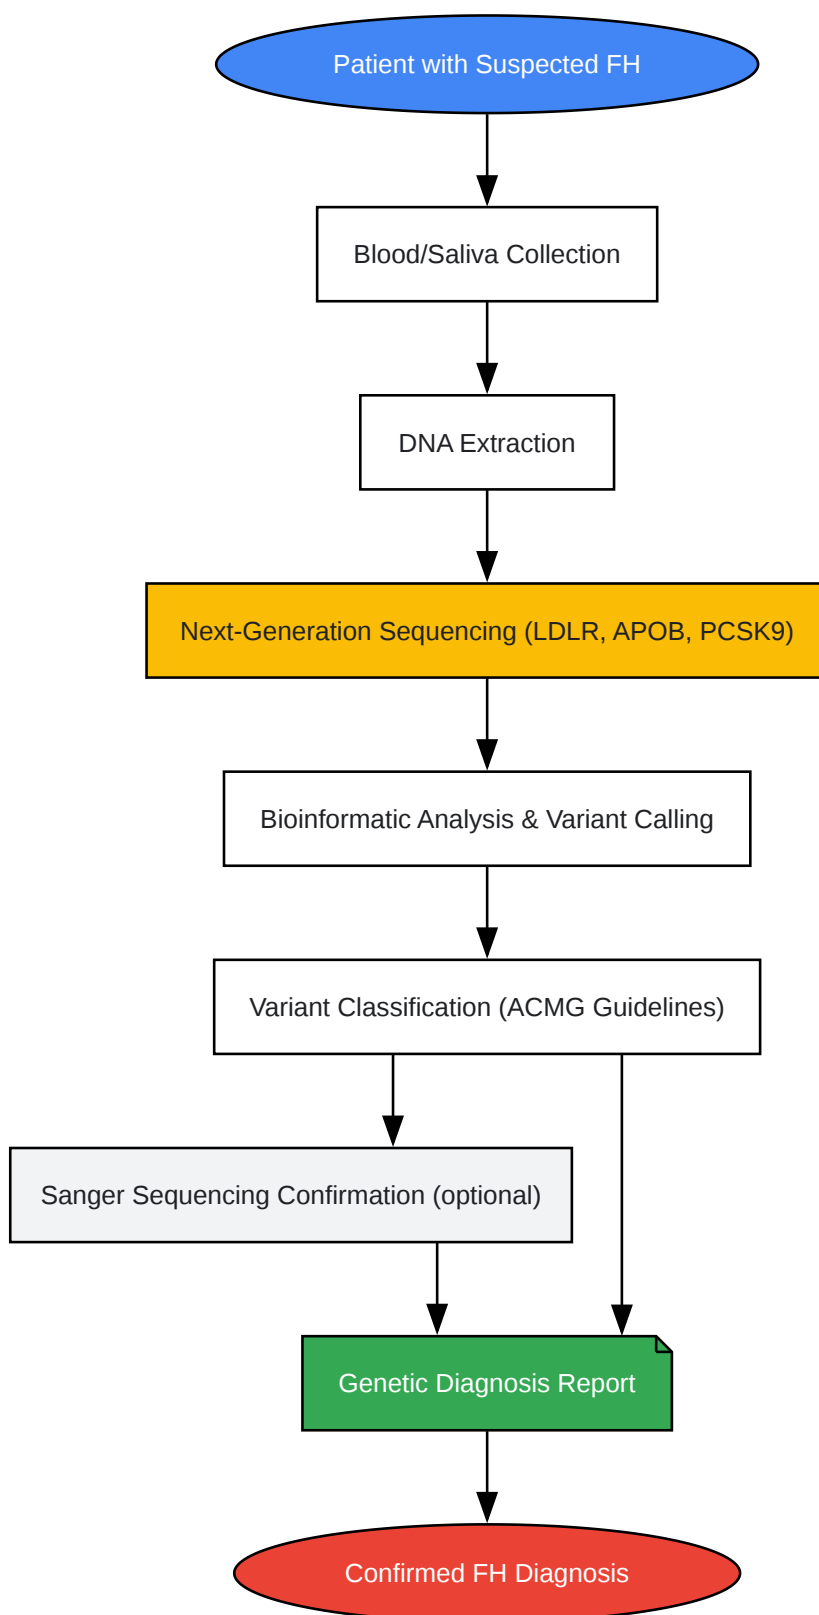 Patient with Suspected FH
Blood/Saliva Collection
DNA Extraction
Next-Generation Sequencing (LDLR, APOB, PCSK9)
Bioinformatic Analysis & Variant Calling
Variant Classification (ACMG Guidelines)
Sanger Sequencing Confirmation (optional)
Genetic Diagnosis Report
Confirmed FH Diagnosis